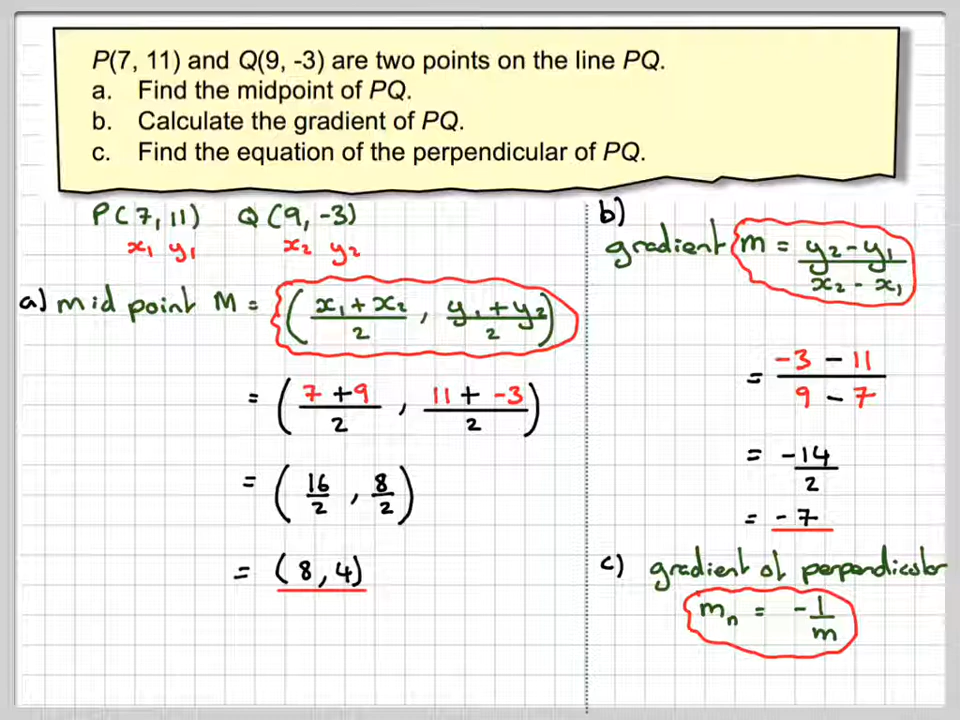 P(7, 11) and Q(9, -3) are two points on the line PQ.
a. Find the midpoint of PQ.
b. Calculate the gradient of PQ.
c. Find the equation of the perpendicular of PQ.
P(7, 11) Q(9, -3)
x₁ y₁ x₂ y₂
a) mid point M = ( (x₁ + x₂)/2 , (y₁ + y₂)/2 )
= ( (7 + 9)/2 , (11 + -3)/2 )
= ( 16/2 , 8/2 )
= (8, 4)
b)
gradient m = (y₂ - y₁)/(x₂ - x₁)
= (-3 - 11)/(9 - 7)
= -14/2
= -7
c) gradient of perpendicular
mₙ = -1/m